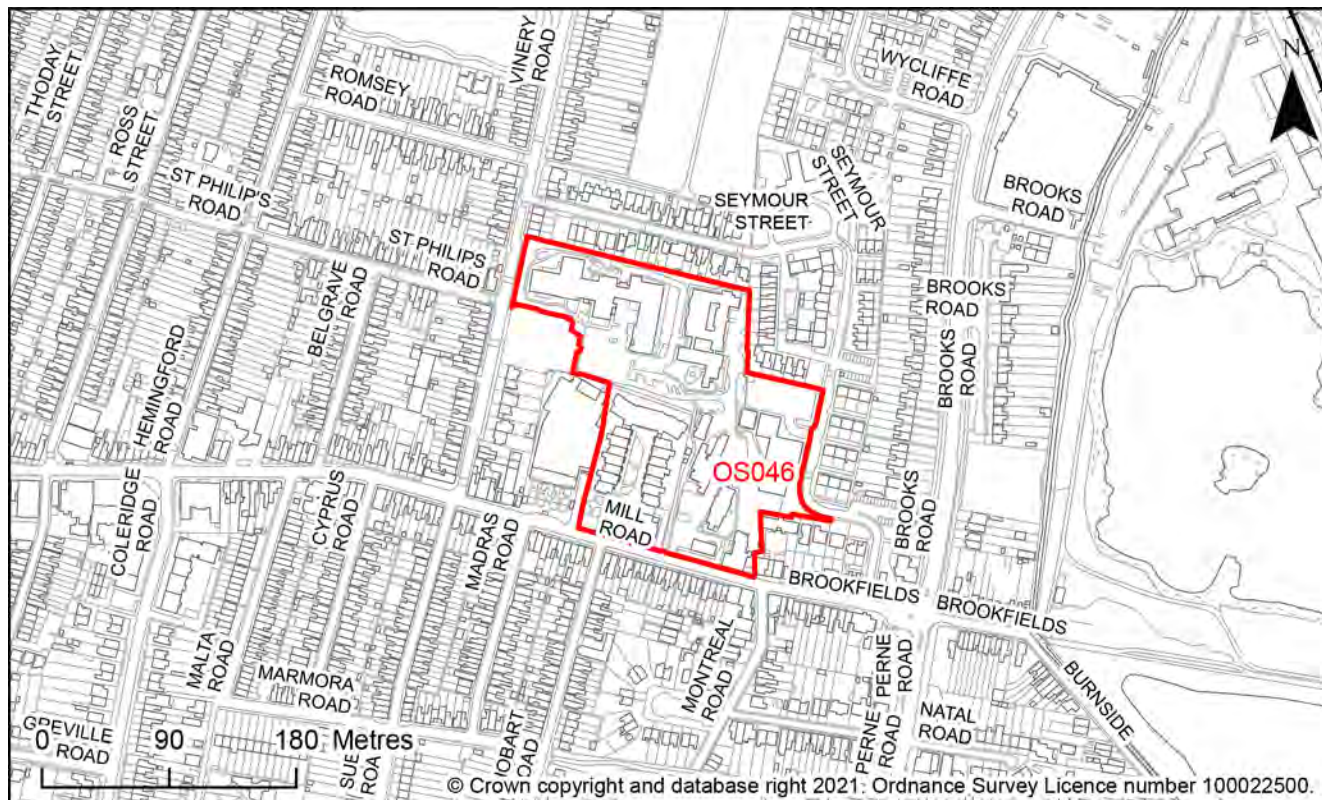 THODAY
STREET
ROSS
STREET
ROMSEY
ROAD
VINERY
ROAD
WYCLIFFE
ROAD
N
ST PHILIP'S
ROAD
ST PHILIPS
ROAD
SEYMOUR
STREET
SEYMOUR
STREET
BROOKS
ROAD
BELGRAVE
ROAD
BROOKS
ROAD
BROOKS
ROAD
HEMINGFORD
ROAD
OS046
MILL
ROAD
BROOKS
ROAD
COLERIDGE
ROAD
CYPRUS
ROAD
MADRAS
ROAD
BROOKFIELDS
BROOKFIELDS
MALTA
ROAD
MARMORA
ROAD
MONTREAL
ROAD
PERNE
ROAD
PERNE
ROAD
NATAL
ROAD
BURNSIDE
GREVILLE
ROAD
HOBART
ROAD
0 90 180 Metres
© Crown copyright and database right 2021. Ordnance Survey Licence number 100022500.